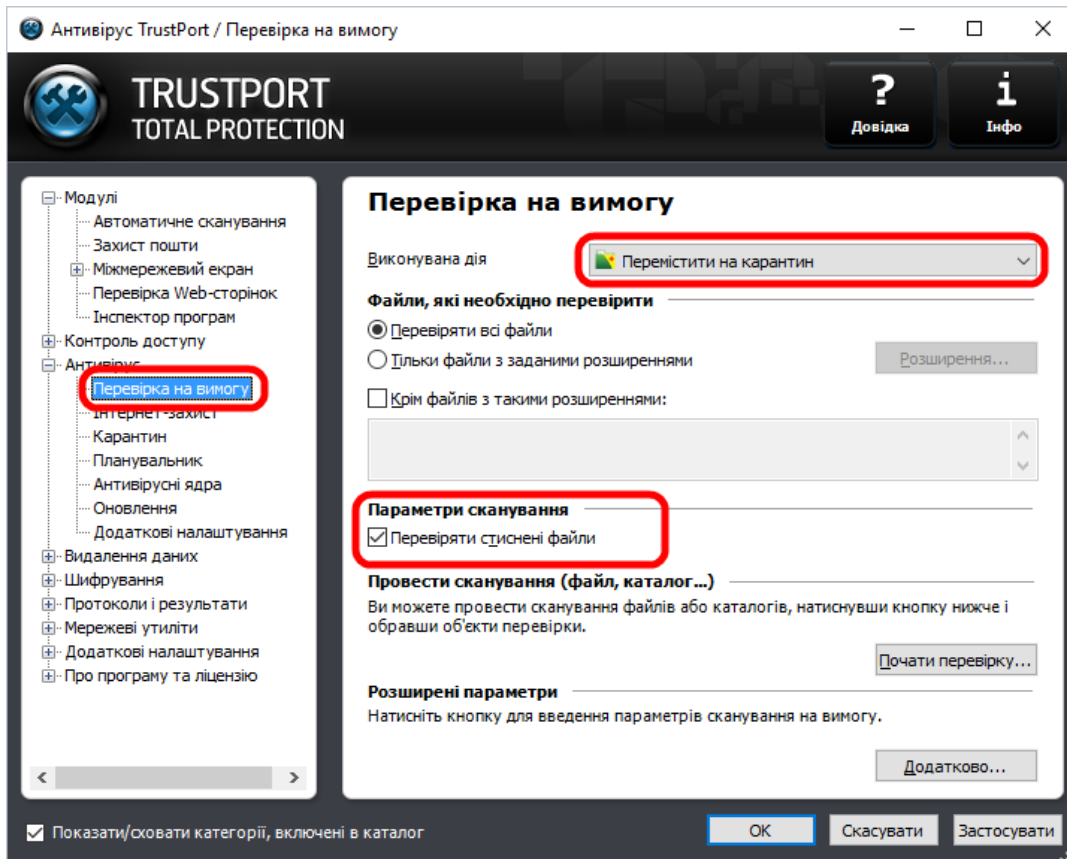 Антивірус TrustPort / Перевірка на вимогу
TRUSTPORT
TOTAL PROTECTION
?
Довідка
i
Інфо
Модулі
Автоматичне сканування
Захист пошти
Міжмережевий екран
Перевірка Web-сторінок
Інспектор програм
Контроль доступу
Антивірус
Перевірка на вимогу
Інтернет-захист
Карантин
Планувальник
Антивірусні ядра
Оновлення
Додаткові налаштування
Видалення даних
Шифрування
Протоколи і результати
Мережеві утиліти
Додаткові налаштування
Про програму та ліцензію
Перевірка на вимогу
Виконувана дія
Перемістити на карантин
Файли, які необхідно перевірити
Перевіряти всі файли
Тільки файли з заданими розширеннями
Розширення...
Крім файлів з такими розширеннями:
Параметри сканування
Перевіряти стиснені файли
Провести сканування (файл, каталог...)
Ви можете провести сканування файлів або каталогів, натиснувши кнопку нижче і
обравши об'єкти перевірки.
Почати перевірку...
Розширені параметри
Натисніть кнопку для введення параметрів сканування на вимогу.
Додатково...
Показати/сховати категорії, включені в каталог
OK
Скасувати
Застосувати